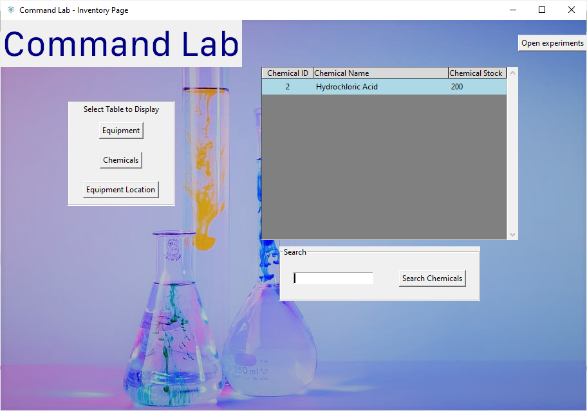 Command Lab - Inventory Page
Command Lab
Open experiments
Select Table to Display
Equipment
Chemicals
Equipment Location
Chemical ID Chemical Name Chemical Stock
2 Hydrochloric Acid 200
Search
Search Chemicals
250 ml